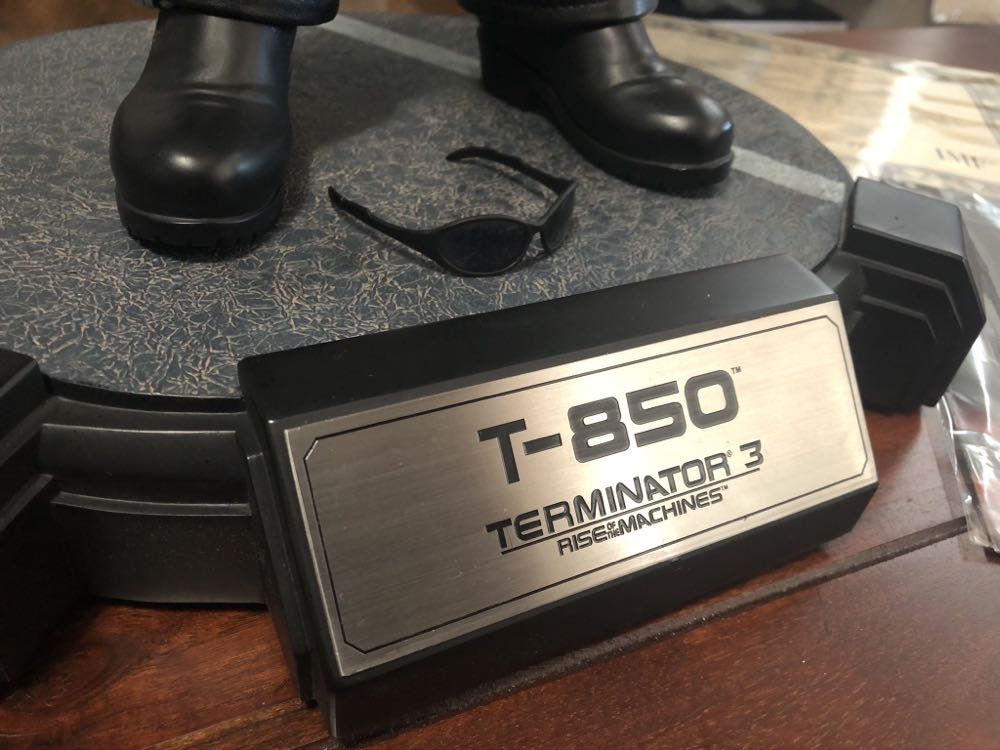 T-850™
TERMINATOR® 3
RISE OF THE MACHINES™